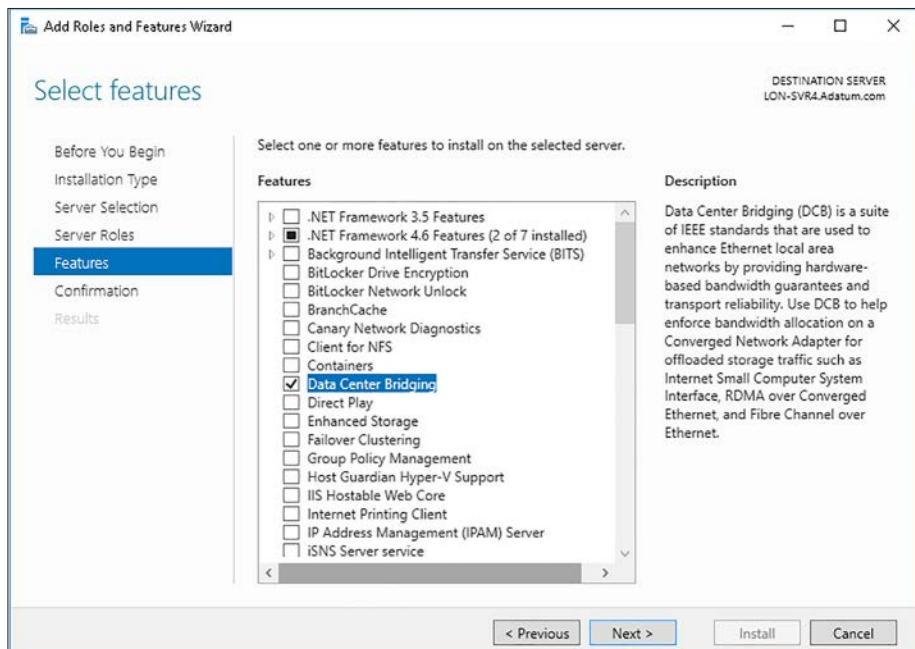 Add Roles and Features Wizard
Select features
DESTINATION SERVER
LON-SVR4.Adatum.com
Before You Begin
Installation Type
Server Selection
Server Roles
Features
Confirmation
Results
Select one or more features to install on the selected server.
Features
.NET Framework 3.5 Features
.NET Framework 4.6 Features (2 of 7 installed)
Background Intelligent Transfer Service (BITS)
BitLocker Drive Encryption
BitLocker Network Unlock
BranchCache
Canary Network Diagnostics
Client for NFS
Containers
Data Center Bridging
Direct Play
Enhanced Storage
Failover Clustering
Group Policy Management
Host Guardian Hyper-V Support
IIS Hostable Web Core
Internet Printing Client
IP Address Management (IPAM) Server
iSNS Server service
Description
Data Center Bridging (DCB) is a suite
of IEEE standards that are used to
enhance Ethernet local area
networks by providing hardware-
based bandwidth guarantees and
transport reliability. Use DCB to help
enforce bandwidth allocation on a
Converged Network Adapter for
offloaded storage traffic such as
Internet Small Computer System
Interface, RDMA over Converged
Ethernet, and Fibre Channel over
Ethernet.
< Previous
Next >
Install
Cancel